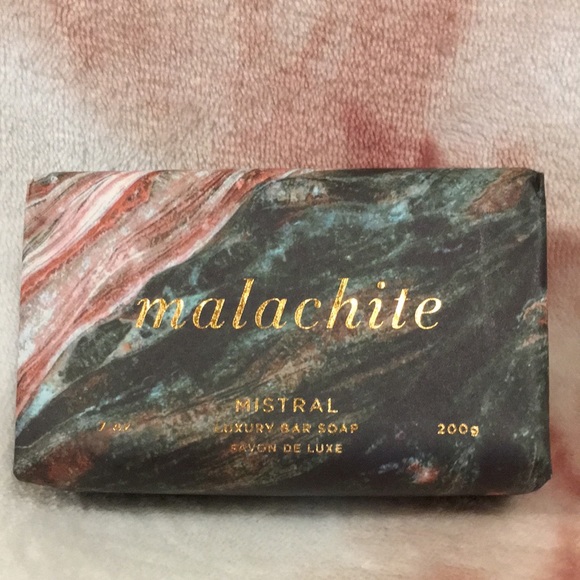 malachite
MISTRAL
7 oz. LUXURY BAR SOAP 200g
SAVON DE LUXE